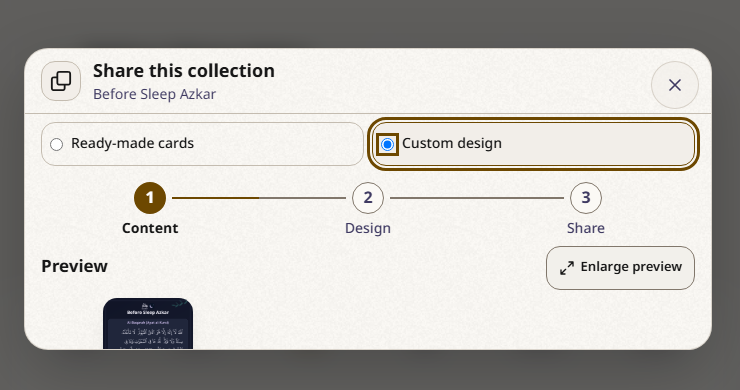 Share this collection
Before Sleep Azkar
Ready-made cards
Custom design
1
2
3
Content
Design
Share
Preview
Enlarge preview
Before Sleep Azkar